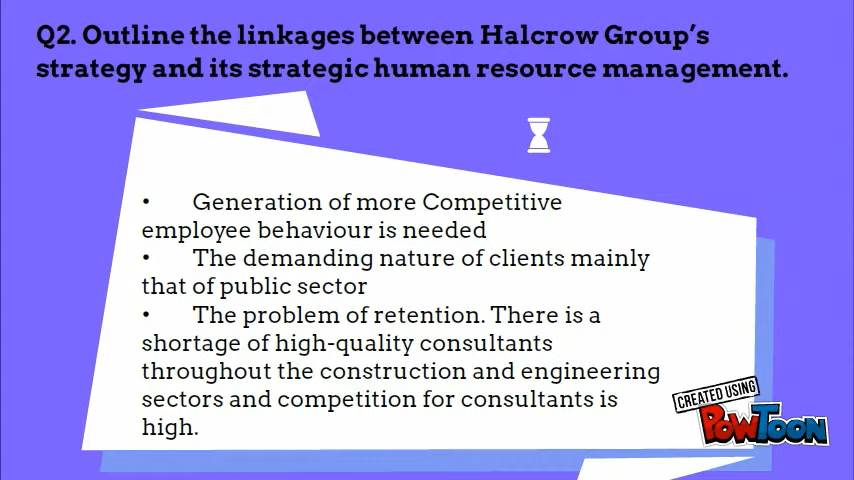 Q2. Outline the linkages between Halcrow Group's
strategy and its strategic human resource management.
• Generation of more Competitive
employee behaviour is needed
• The demanding nature of clients mainly
that of public sector
• The problem of retention. There is a
shortage of high-quality consultants
throughout the construction and engineering
sectors and competition for consultants is
high.
CREATED USING
POWTOON